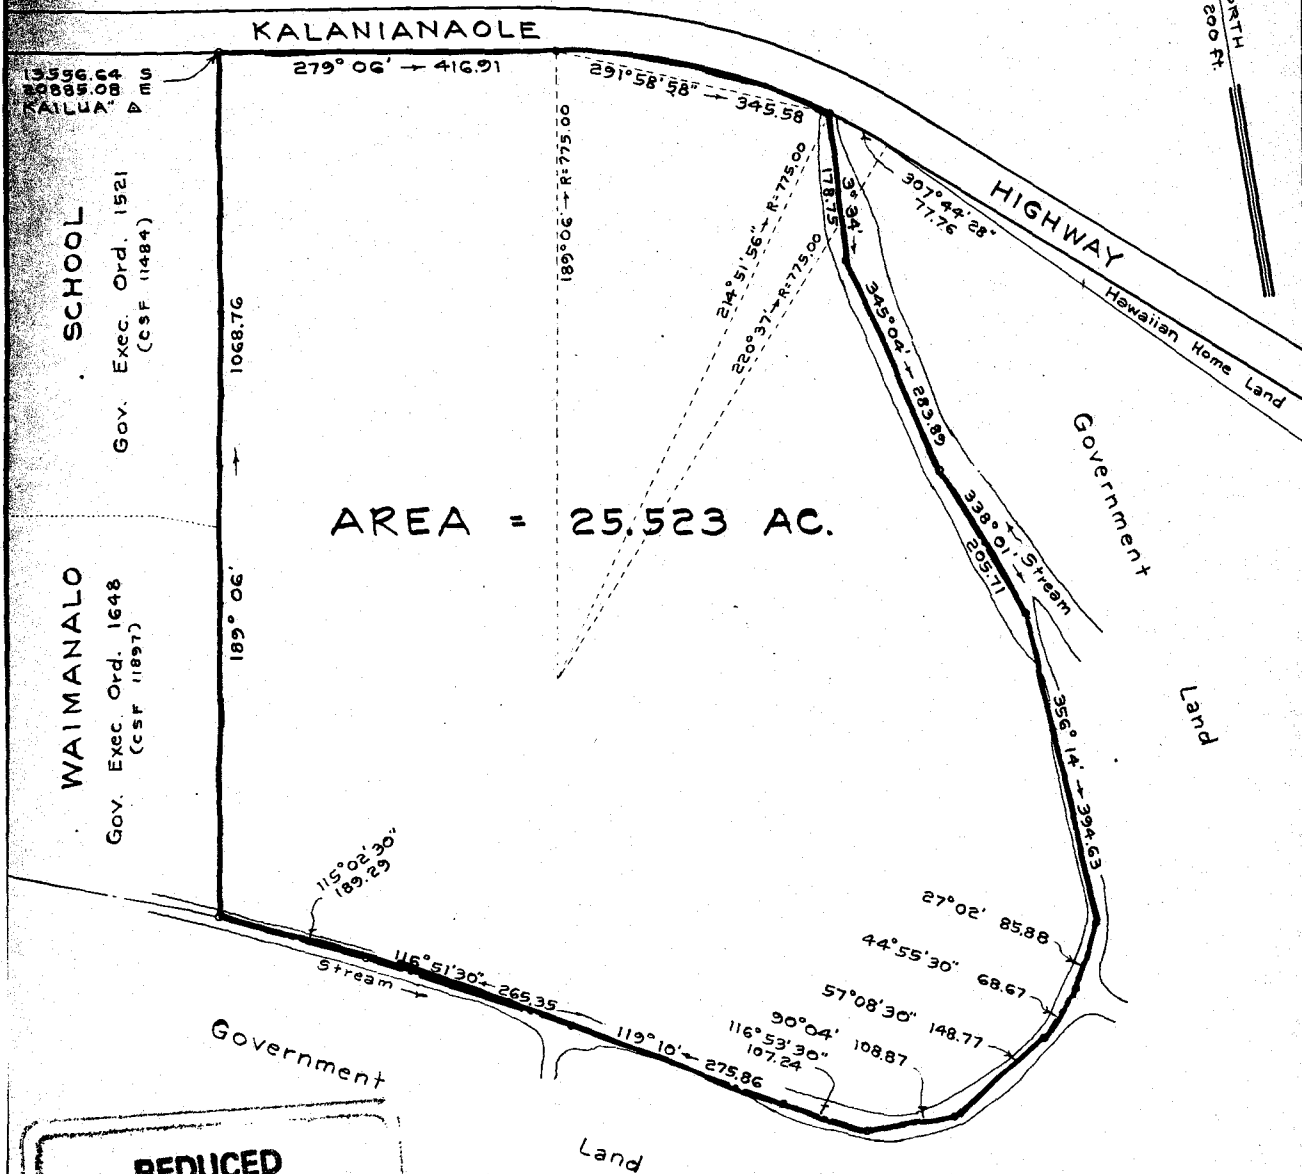 KALANIANAOLE
279° 06' → 416.91
291°58'58" → 345.58
20885.08 E
KAILUA" △
SCHOOL
Gov. Exec. Ord. 1521
(CSF 11484)
WAIMANALO
Gov. Exec. Ord. 1648
(CSF 11897)
1068.76
189° 06'
189°06' → R=775.00
214°51'56" → R=775.00
220°37' → R=775.00
178.75
3°34' →
307°44'28"
77.76
HIGHWAY
Hawaiian Home Land
200 ft.
345°04' → 283.89
338°01' →
205.71
Stream
Government
Land
AREA = 25.523 AC.
356° 14' → 394.63
115°02'30"
189.29
116°51'30" ← 265.35
Stream →
119°10' ← 275.86
27°02' 85.88
44°55'30" 68.67
57°08'30" 148.77
90°04' 108.87
116°53'30"
107.24
Government
Land
REDUCED